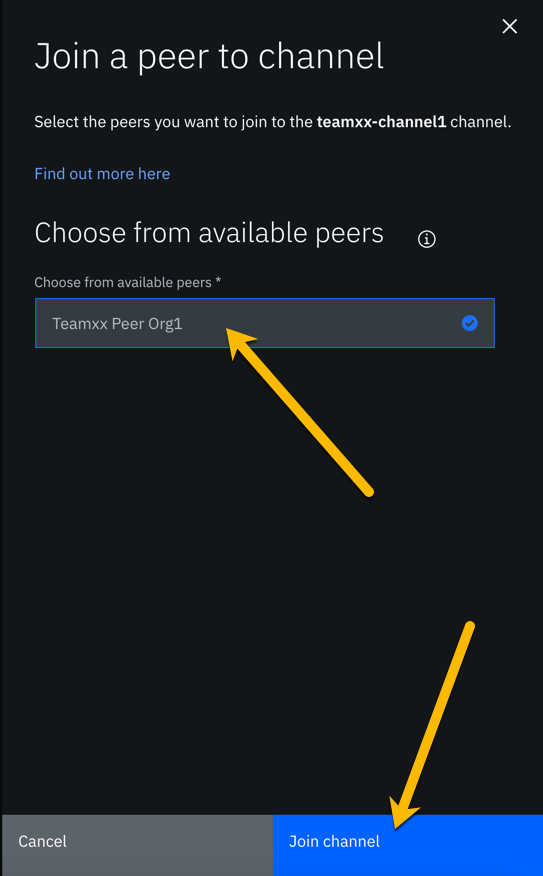 Join a peer to channel
Select the peers you want to join to the teamxx-channel1 channel.
Find out more here
Choose from available peers
Choose from available peers *
Teamxx Peer Org1
Cancel
Join channel